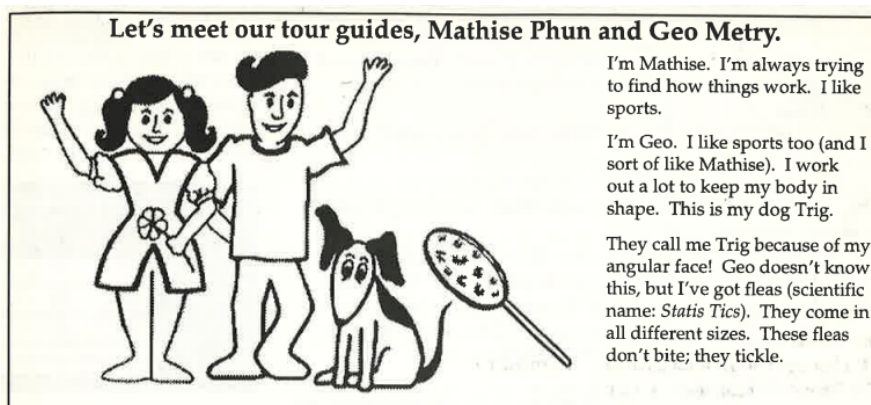 Let's meet our tour guides, Mathise Phun and Geo Metry.
I'm Mathise. I'm always trying
to find how things work. I like
sports.
I'm Geo. I like sports too (and I
sort of like Mathise). I work
out a lot to keep my body in
shape. This is my dog Trig.
They call me Trig because of my
angular face! Geo doesn't know
this, but I've got fleas (scientific
name: Statis Tics). They come in
all different sizes. These fleas
don't bite; they tickle.